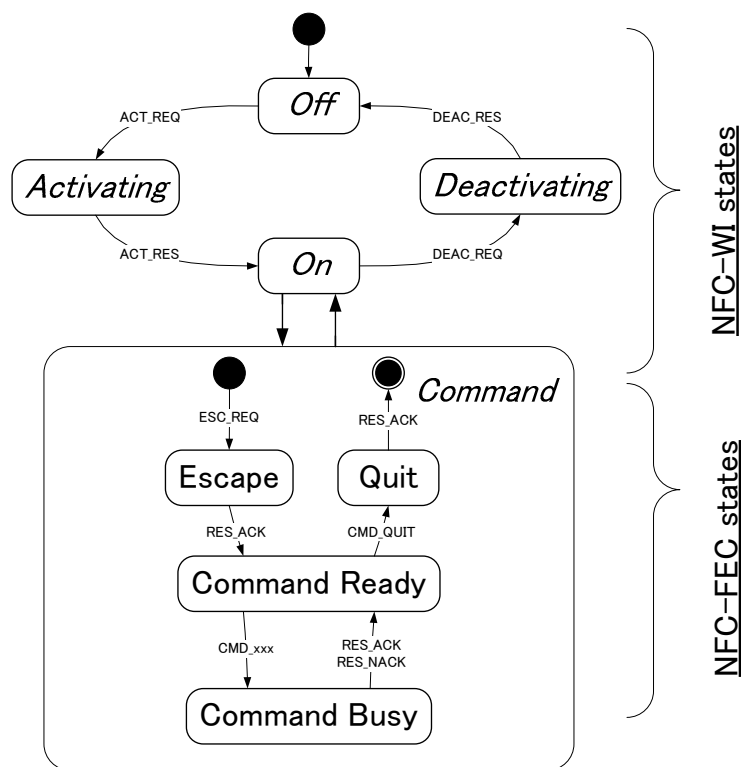 Off
ACT_REQ
DEAC_RES
Activating
Deactivating
ACT_RES
DEAC_REQ
On
NFC-WI states
Command
ESC_REQ
RES_ACK
Escape
Quit
RES_ACK
CMD_QUIT
Command Ready
CMD_xxx
RES_ACK
RES_NACK
Command Busy
NFC-FEC states